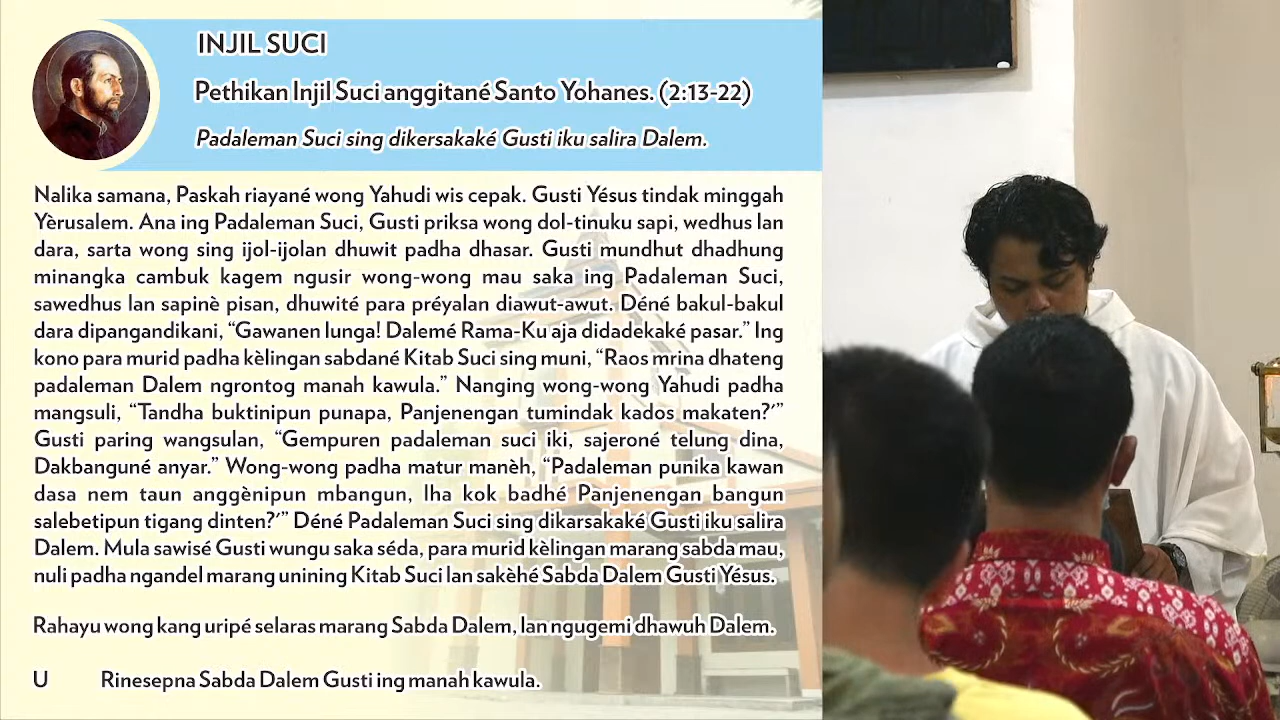 INJIL SUCI
Pethikan Injil Suci anggitané Santo Yohanes. (2:13-22)
Padaleman Suci sing dikersakaké Gusti iku salira Dalem.
Nalika samana, Paskah riayané wong Yahudi wis cepak. Gusti Yésus tindak minggah
Yèrusalem. Ana ing Padaleman Suci, Gusti priksa wong dol-tinuku sapi, wedhus lan
dara, sarta wong sing ijol-ijolan dhuwit padha dhasar. Gusti mundhut dhadhung
minangka cambuk kagem ngusir wong-wong mau saka ing Padaleman Suci,
sawedhus lan sapinè pisan, dhuwité para préyalan diawut-awut. Déné bakul-bakul
dara dipangandikani, “Gawanen lunga! Dalemé Rama-Ku aja didadekaké pasar.” Ing
kono para murid padha kèlingan sabdané Kitab Suci sing muni, “Raos mrina dhateng
padaleman Dalem ngrontog manah kawula.” Nanging wong-wong Yahudi padha
mangsuli, “Tandha buktinipun punapa, Panjenengan tumindak kados makaten?’”
Gusti paring wangsulan, “Gempuren padaleman suci iki, sajeroné telung dina,
Dakbanguné anyar.” Wong-wong padha matur manèh, “Padaleman punika kawan
dasa nem taun anggènipun mbangun, lha kok badhé Panjenengan bangun
salebetipun tigang dinten?’” Déné Padaleman Suci sing dikarsakaké Gusti iku salira
Dalem. Mula sawisé Gusti wungu saka séda, para murid kèlingan marang sabda mau,
nuli padha ngandel marang unining Kitab Suci lan sakèhé Sabda Dalem Gusti Yésus.
Rahayu wong kang uripé selaras marang Sabda Dalem, lan ngugemi dhawuh Dalem.
U Rinesepna Sabda Dalem Gusti ing manah kawula.